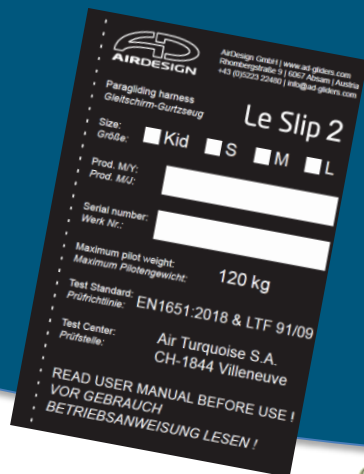 AIRDESIGN
AirDesign GmbH | www.ad-gliders.com
Rhombergstraße 9 | 6067 Absam | Austria
+43 (0)5223 22480 | info@ad-gliders.com
Paragliding harness
Gleitschirm-Gurtzseug
Le Slip 2
Size:
Größe:
Kid S M L
Prod. M/Y:
Prod. M/J:
Serial number:
Werk Nr.:
Maximum pilot weight:
Maximum Pilotengewicht:
120 kg
Test Standard:
Prüfrichtlinie:
EN1651:2018 & LTF 91/09
Test Center:
Prüfstelle:
Air Turquoise S.A.
CH-1844 Villeneuve
READ USER MANUAL BEFORE USE !
VOR GEBRAUCH
BETRIEBSANWEISUNG LESEN !